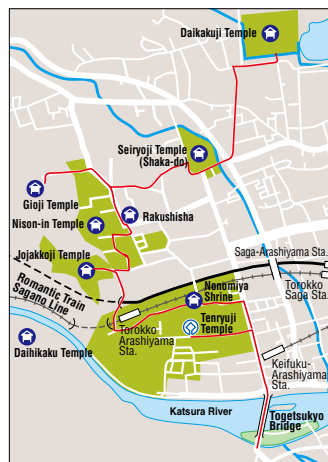 Daikakuji Temple
Seiryoji Temple
(Shaka-do)
Gioji Temple
Rakushisha
Nison-in Temple
Jojakkoji Temple
Saga-Arashiyama Sta.
Romantic Train
Sagano Line
Nonomiya
Shrine
Torokko
Saga Sta.
Torokko
Arashiyama
Sta.
Tenryuji
Temple
Daihikaku Temple
Keifuku-
Arashiyama
Sta.
Katsura River
Togetsukyo
Bridge